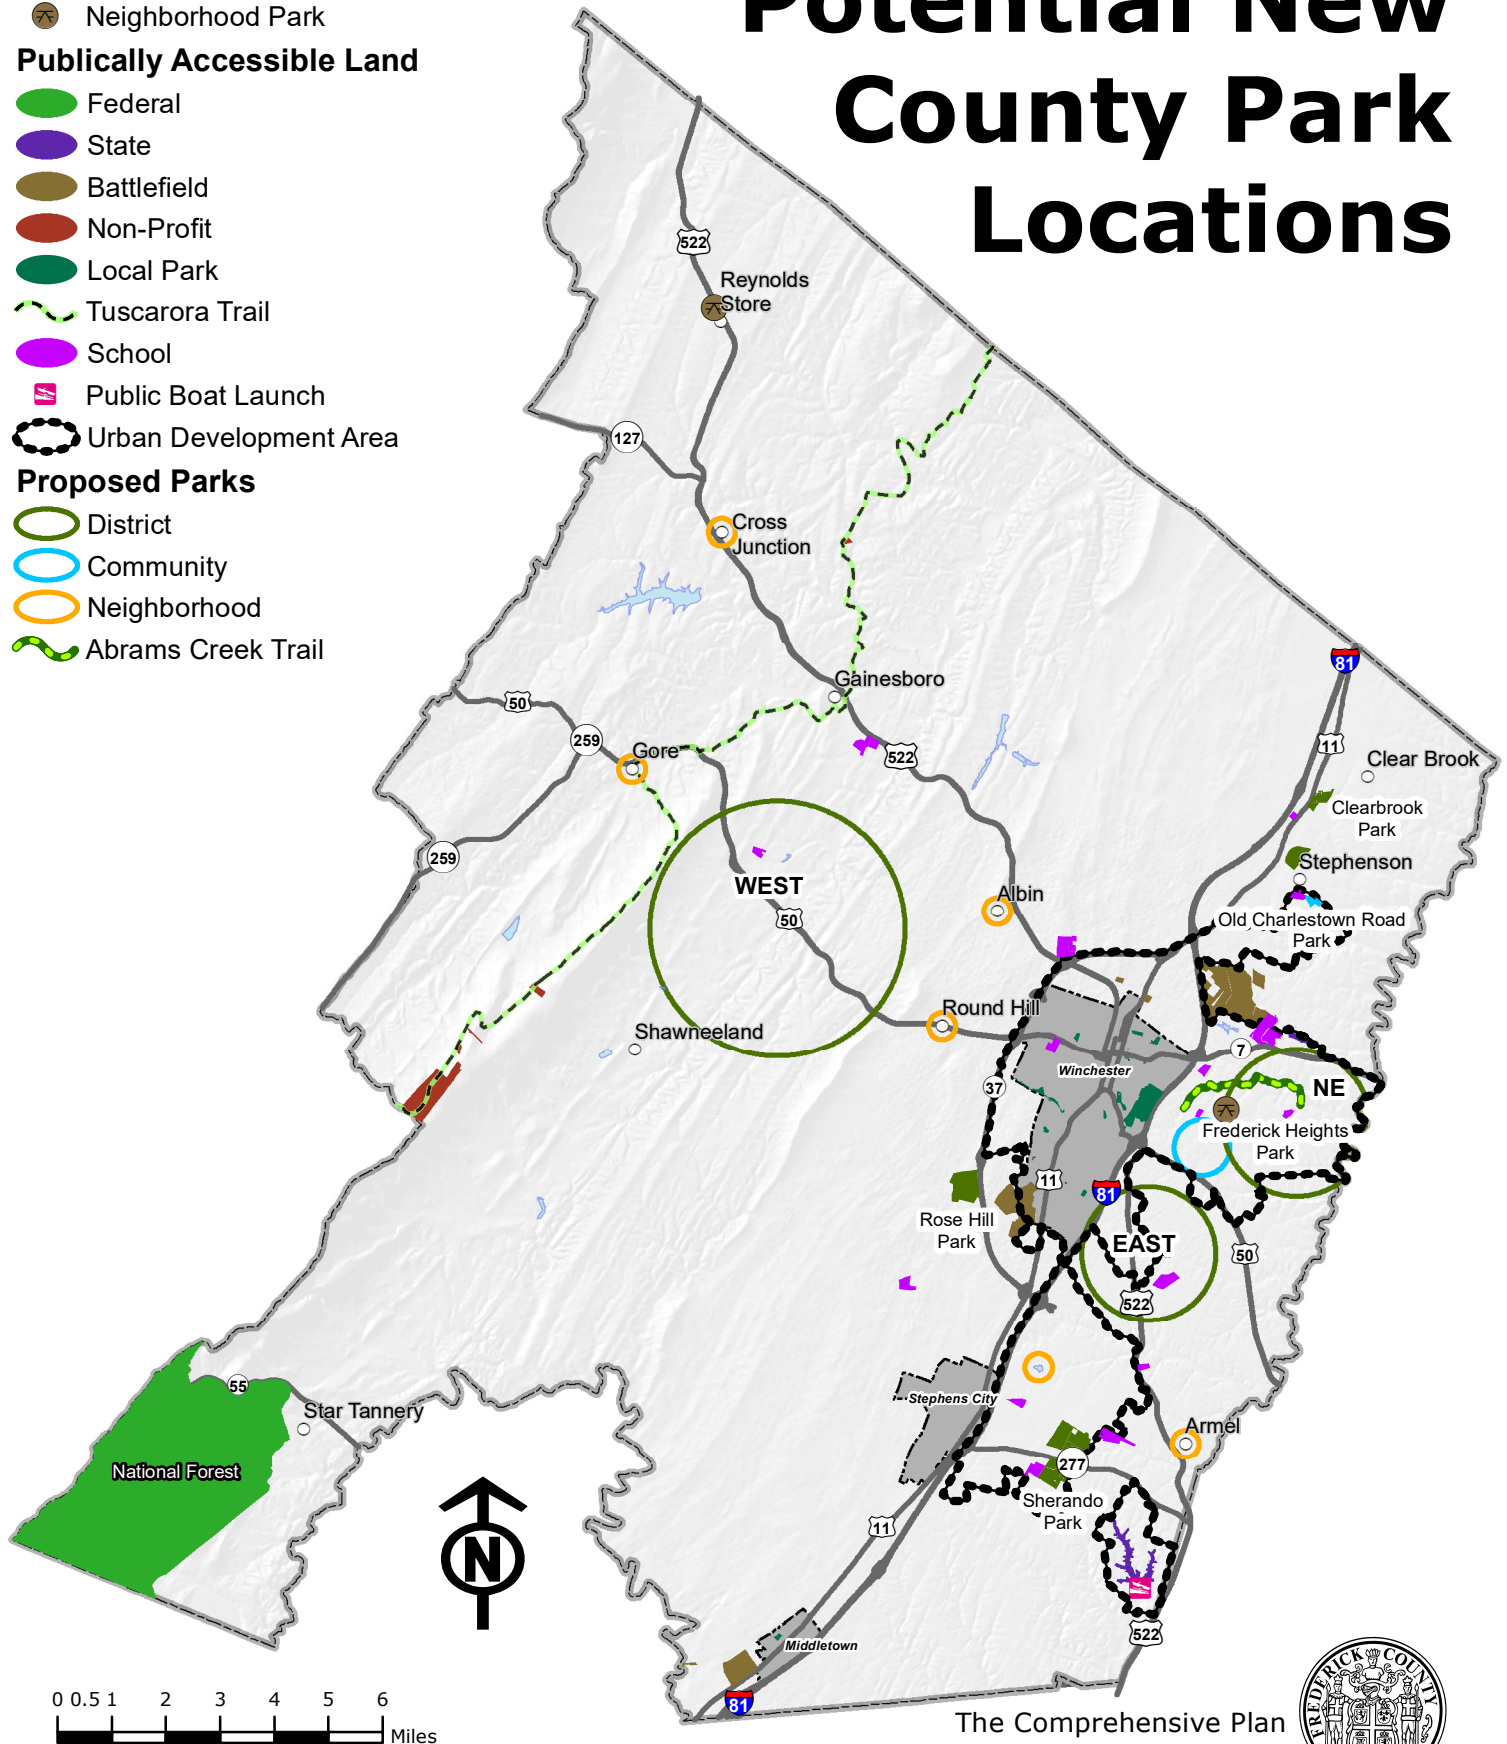 Potential New
County Park
Locations
Neighborhood Park
Publically Accessible Land
Federal
State
Battlefield
Non-Profit
Local Park
Tuscarora Trail
School
Public Boat Launch
Urban Development Area
Proposed Parks
District
Community
Neighborhood
Abrams Creek Trail
522
Reynolds
Store
127
Cross
Junction
Gainesboro
81
50
259
Gore
522
11
Clear Brook
Clearbrook
Park
259
Stephenson
WEST
50
Albin
Old Charlestown Road
Park
Round Hill
Shawneeland
7
Winchester
37
NE
Frederick Heights
Park
11
81
Rose Hill
Park
EAST
50
522
55
Stephens City
Star Tannery
Armel
National Forest
277
Sherando
Park
11
N
522
Middletown
81
0 0.5 1 2 3 4 5 6
Miles
The Comprehensive Plan
FREDERICK COUNTY